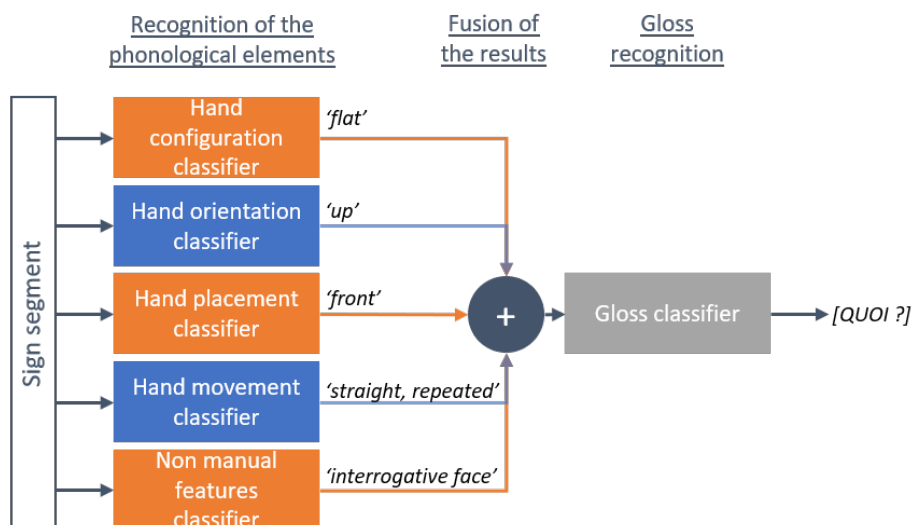 Recognition of the
phonological elements
Fusion of
the results
Gloss
recognition
Sign segment
Hand
configuration
classifier
'flat'
Hand orientation
classifier
'up'
Hand placement
classifier
'front'
+
Gloss classifier
[QUOI ?]
Hand movement
classifier
'straight, repeated'
Non manual
features
classifier
'interrogative face'